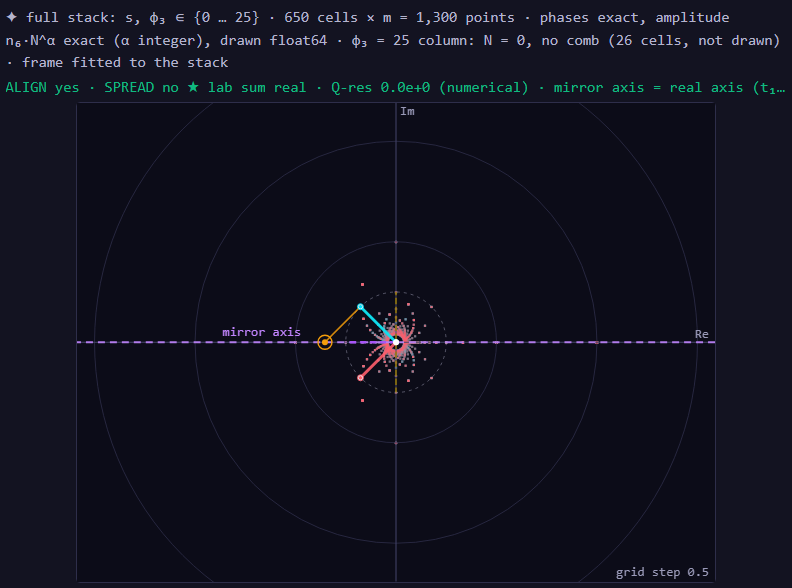 ✦ full stack: s, ϕ₃ ∈ {0 … 25} · 650 cells × m = 1,300 points · phases exact, amplitude
n₆·N^α exact (α integer), drawn float64 · ϕ₃ = 25 column: N = 0, no comb (26 cells, not drawn)
· frame fitted to the stack
ALIGN yes · SPREAD no ★ lab sum real · Q-res 0.0e+0 (numerical) · mirror axis = real axis (t₁…
Im
mirror axis
Re
grid step 0.5